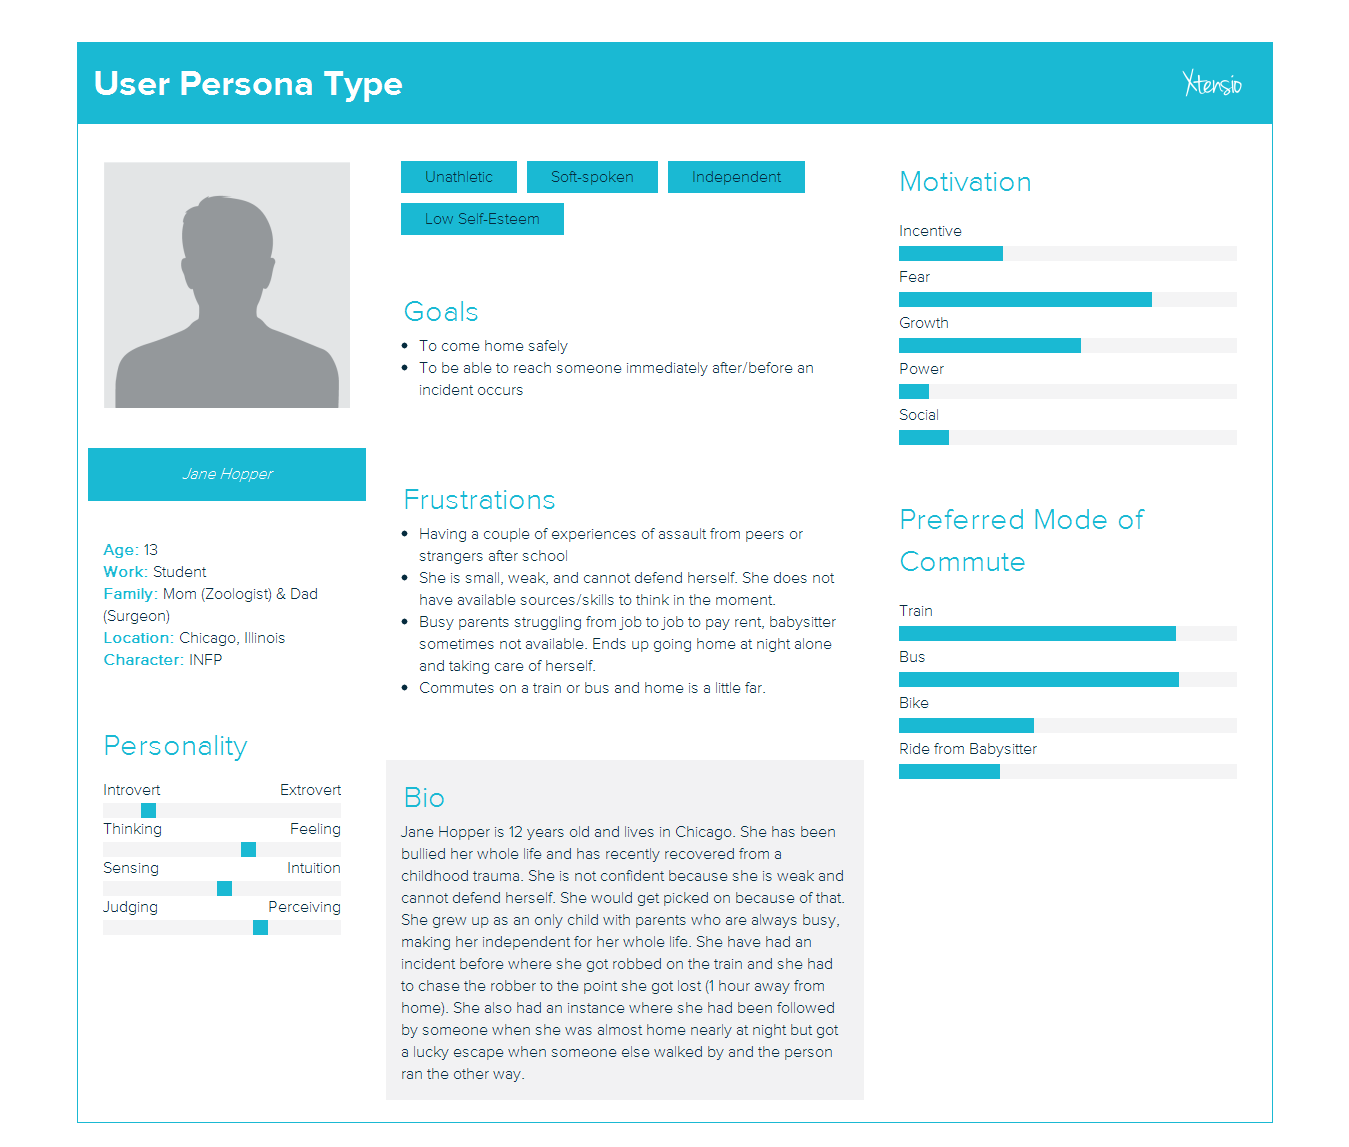 User Persona Type
Xtensio
Unathletic
Soft-spoken
Independent
Low Self-Esteem
Jane Hopper
Age: 13
Work: Student
Family: Mom (Zoologist) & Dad
(Surgeon)
Location: Chicago, Illinois
Character: INFP
Personality
Introvert Extrovert
Thinking Feeling
Sensing Intuition
Judging Perceiving
Goals
• To come home safely
• To be able to reach someone immediately after/before an
incident occurs
Frustrations
• Having a couple of experiences of assault from peers or
strangers after school
• She is small, weak, and cannot defend herself. She does not
have available sources/skills to think in the moment.
• Busy parents struggling from job to job to pay rent, babysitter
sometimes not available. Ends up going home at night alone
and taking care of herself.
• Commutes on a train or bus and home is a little far.
Bio
Jane Hopper is 12 years old and lives in Chicago. She has been
bullied her whole life and has recently recovered from a
childhood trauma. She is not confident because she is weak and
cannot defend herself. She would get picked on because of that.
She grew up as an only child with parents who are always busy,
making her independent for her whole life. She have had an
incident before where she got robbed on the train and she had
to chase the robber to the point she got lost (1 hour away from
home). She also had an instance where she had been followed
by someone when she was almost home nearly at night but got
a lucky escape when someone else walked by and the person
ran the other way.
Motivation
Incentive
Fear
Growth
Power
Social
Preferred Mode of
Commute
Train
Bus
Bike
Ride from Babysitter